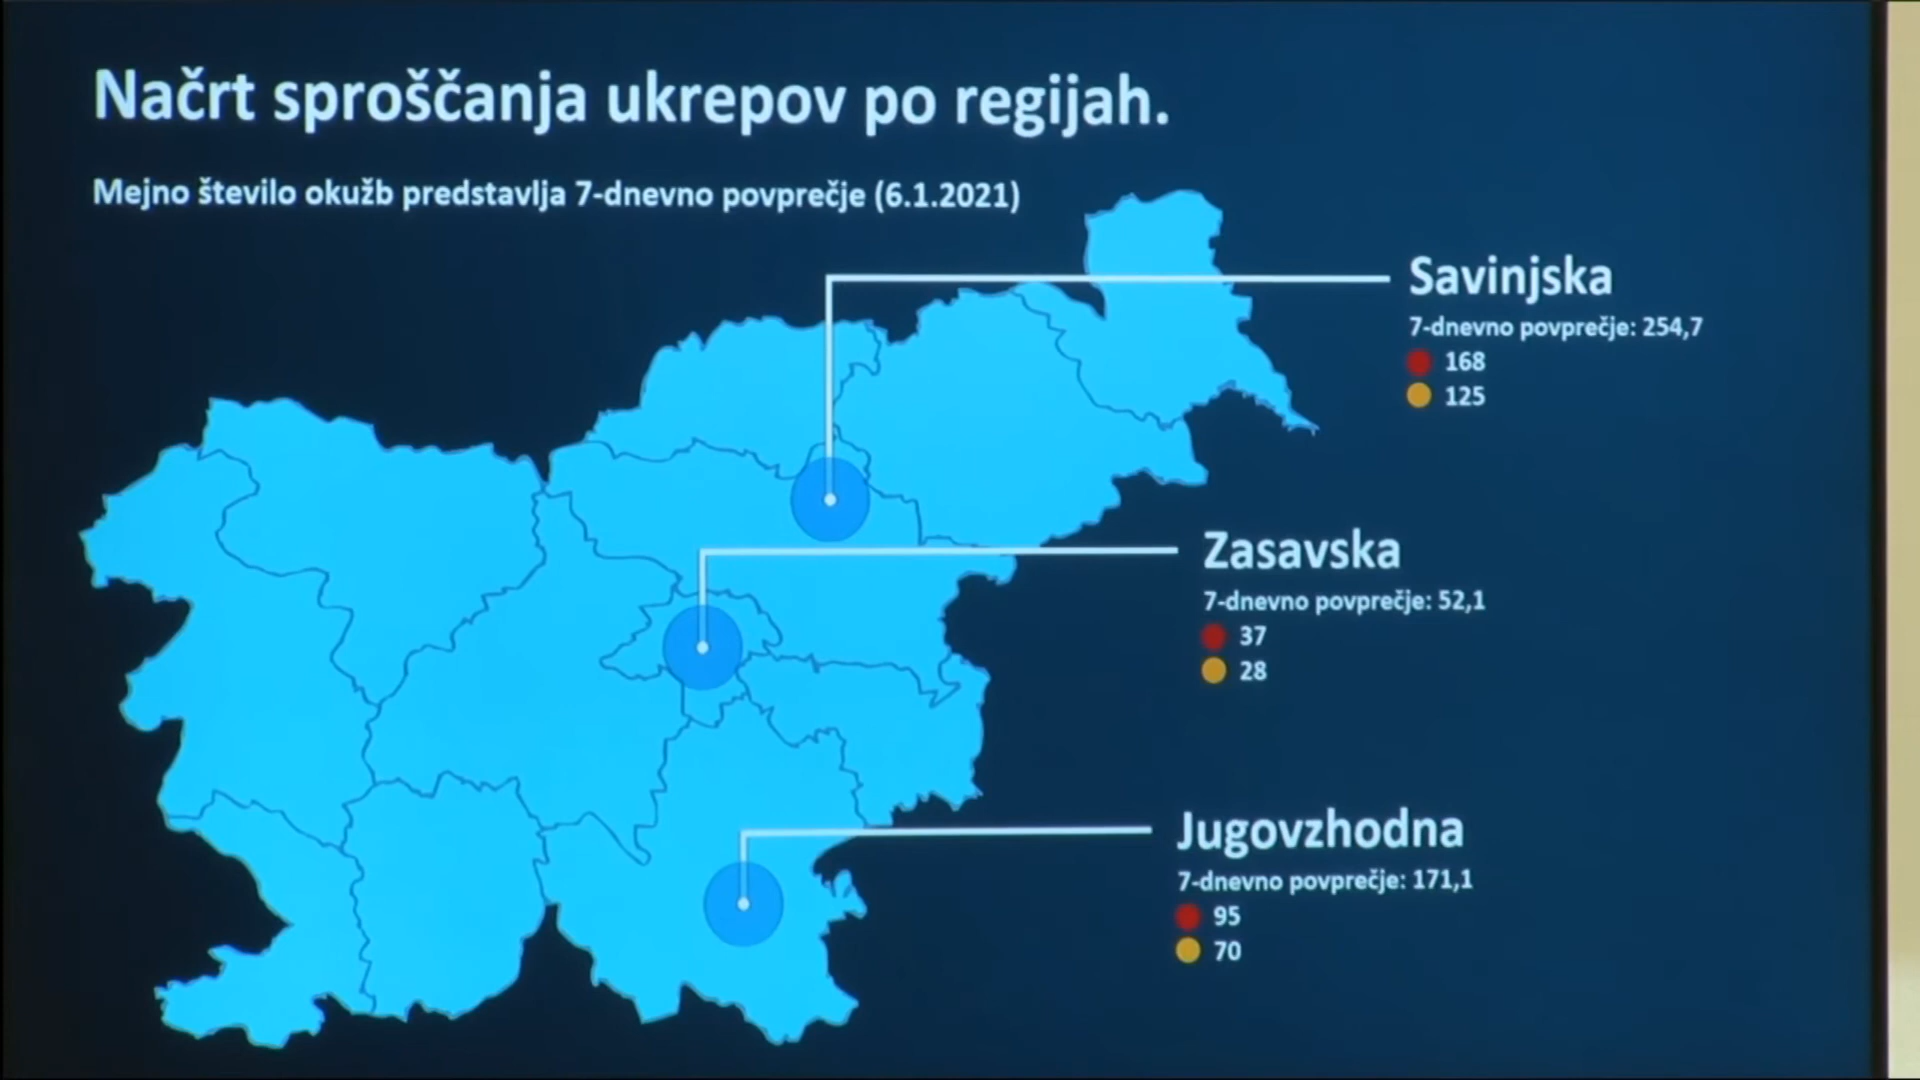 Načrt sproščanja ukrepov po regijah.
Mejno število okužb predstavlja 7-dnevno povprečje (6.1.2021)
Savinjska
7-dnevno povprečje: 254,7
168
125
Zasavska
7-dnevno povprečje: 52,1
37
28
Jugovzhodna
7-dnevno povprečje: 171,1
95
70